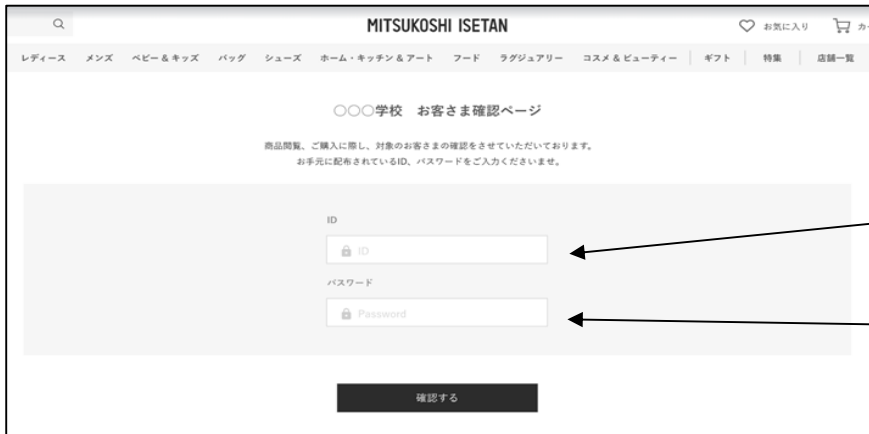 MITSUKOSHI ISETAN
お気に入り
レディース メンズ ベビー & キッズ バッグ シューズ ホーム・キッチン & アート フード ラグジュアリー コスメ & ビューティー ギフト 特集 店舗一覧
〇〇〇学校 お客さま確認ページ
商品閲覧、ご購入に際し、対象のお客さまの確認をさせていただいております。
お手元に配布されているID、パスワードをご入力くださいませ。
ID
ID
パスワード
Password
確認する